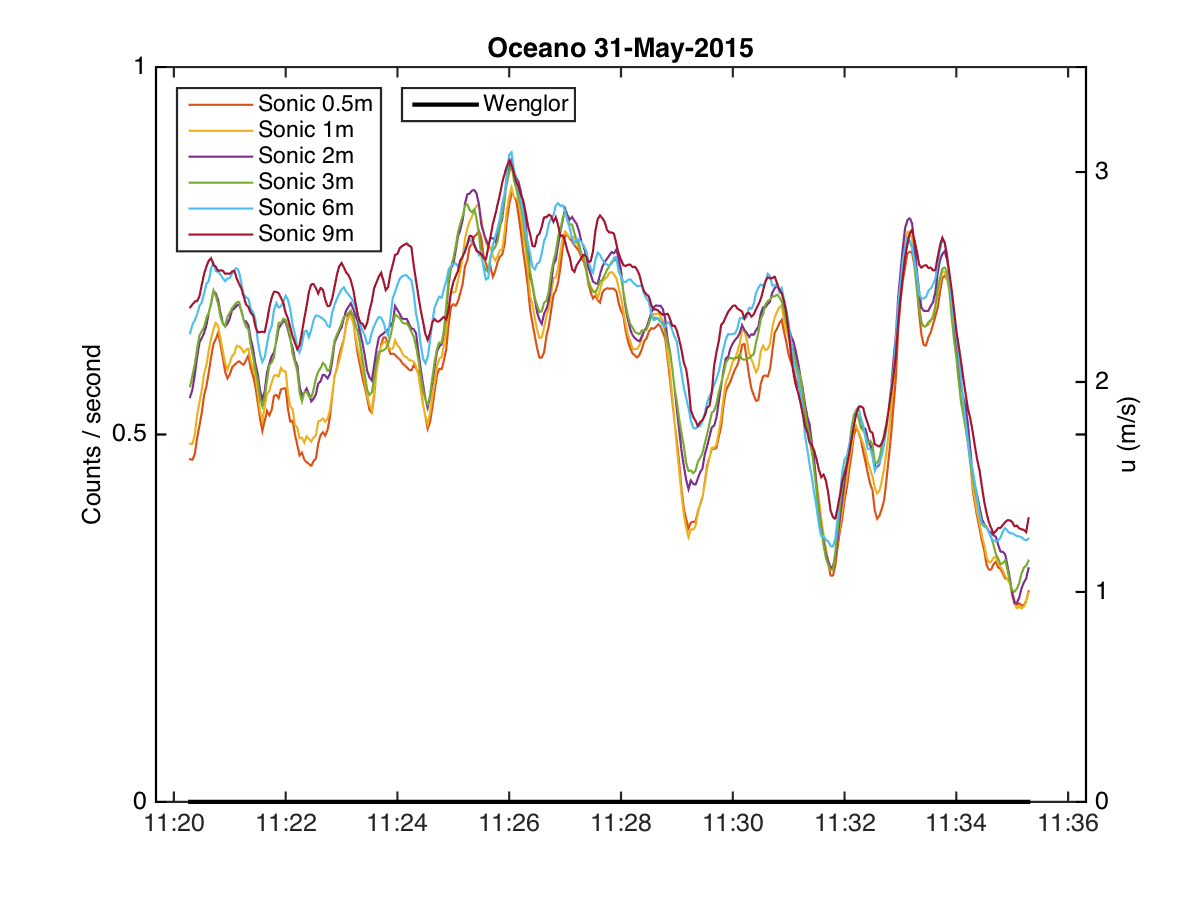 Oceano 31-May-2015
Sonic 0.5m
Sonic 1m
Sonic 2m
Sonic 3m
Sonic 6m
Sonic 9m
Wenglor
Counts / second
1
0.5
0
u (m/s)
3
2
1
0
11:20 11:22 11:24 11:26 11:28 11:30 11:32 11:34 11:36